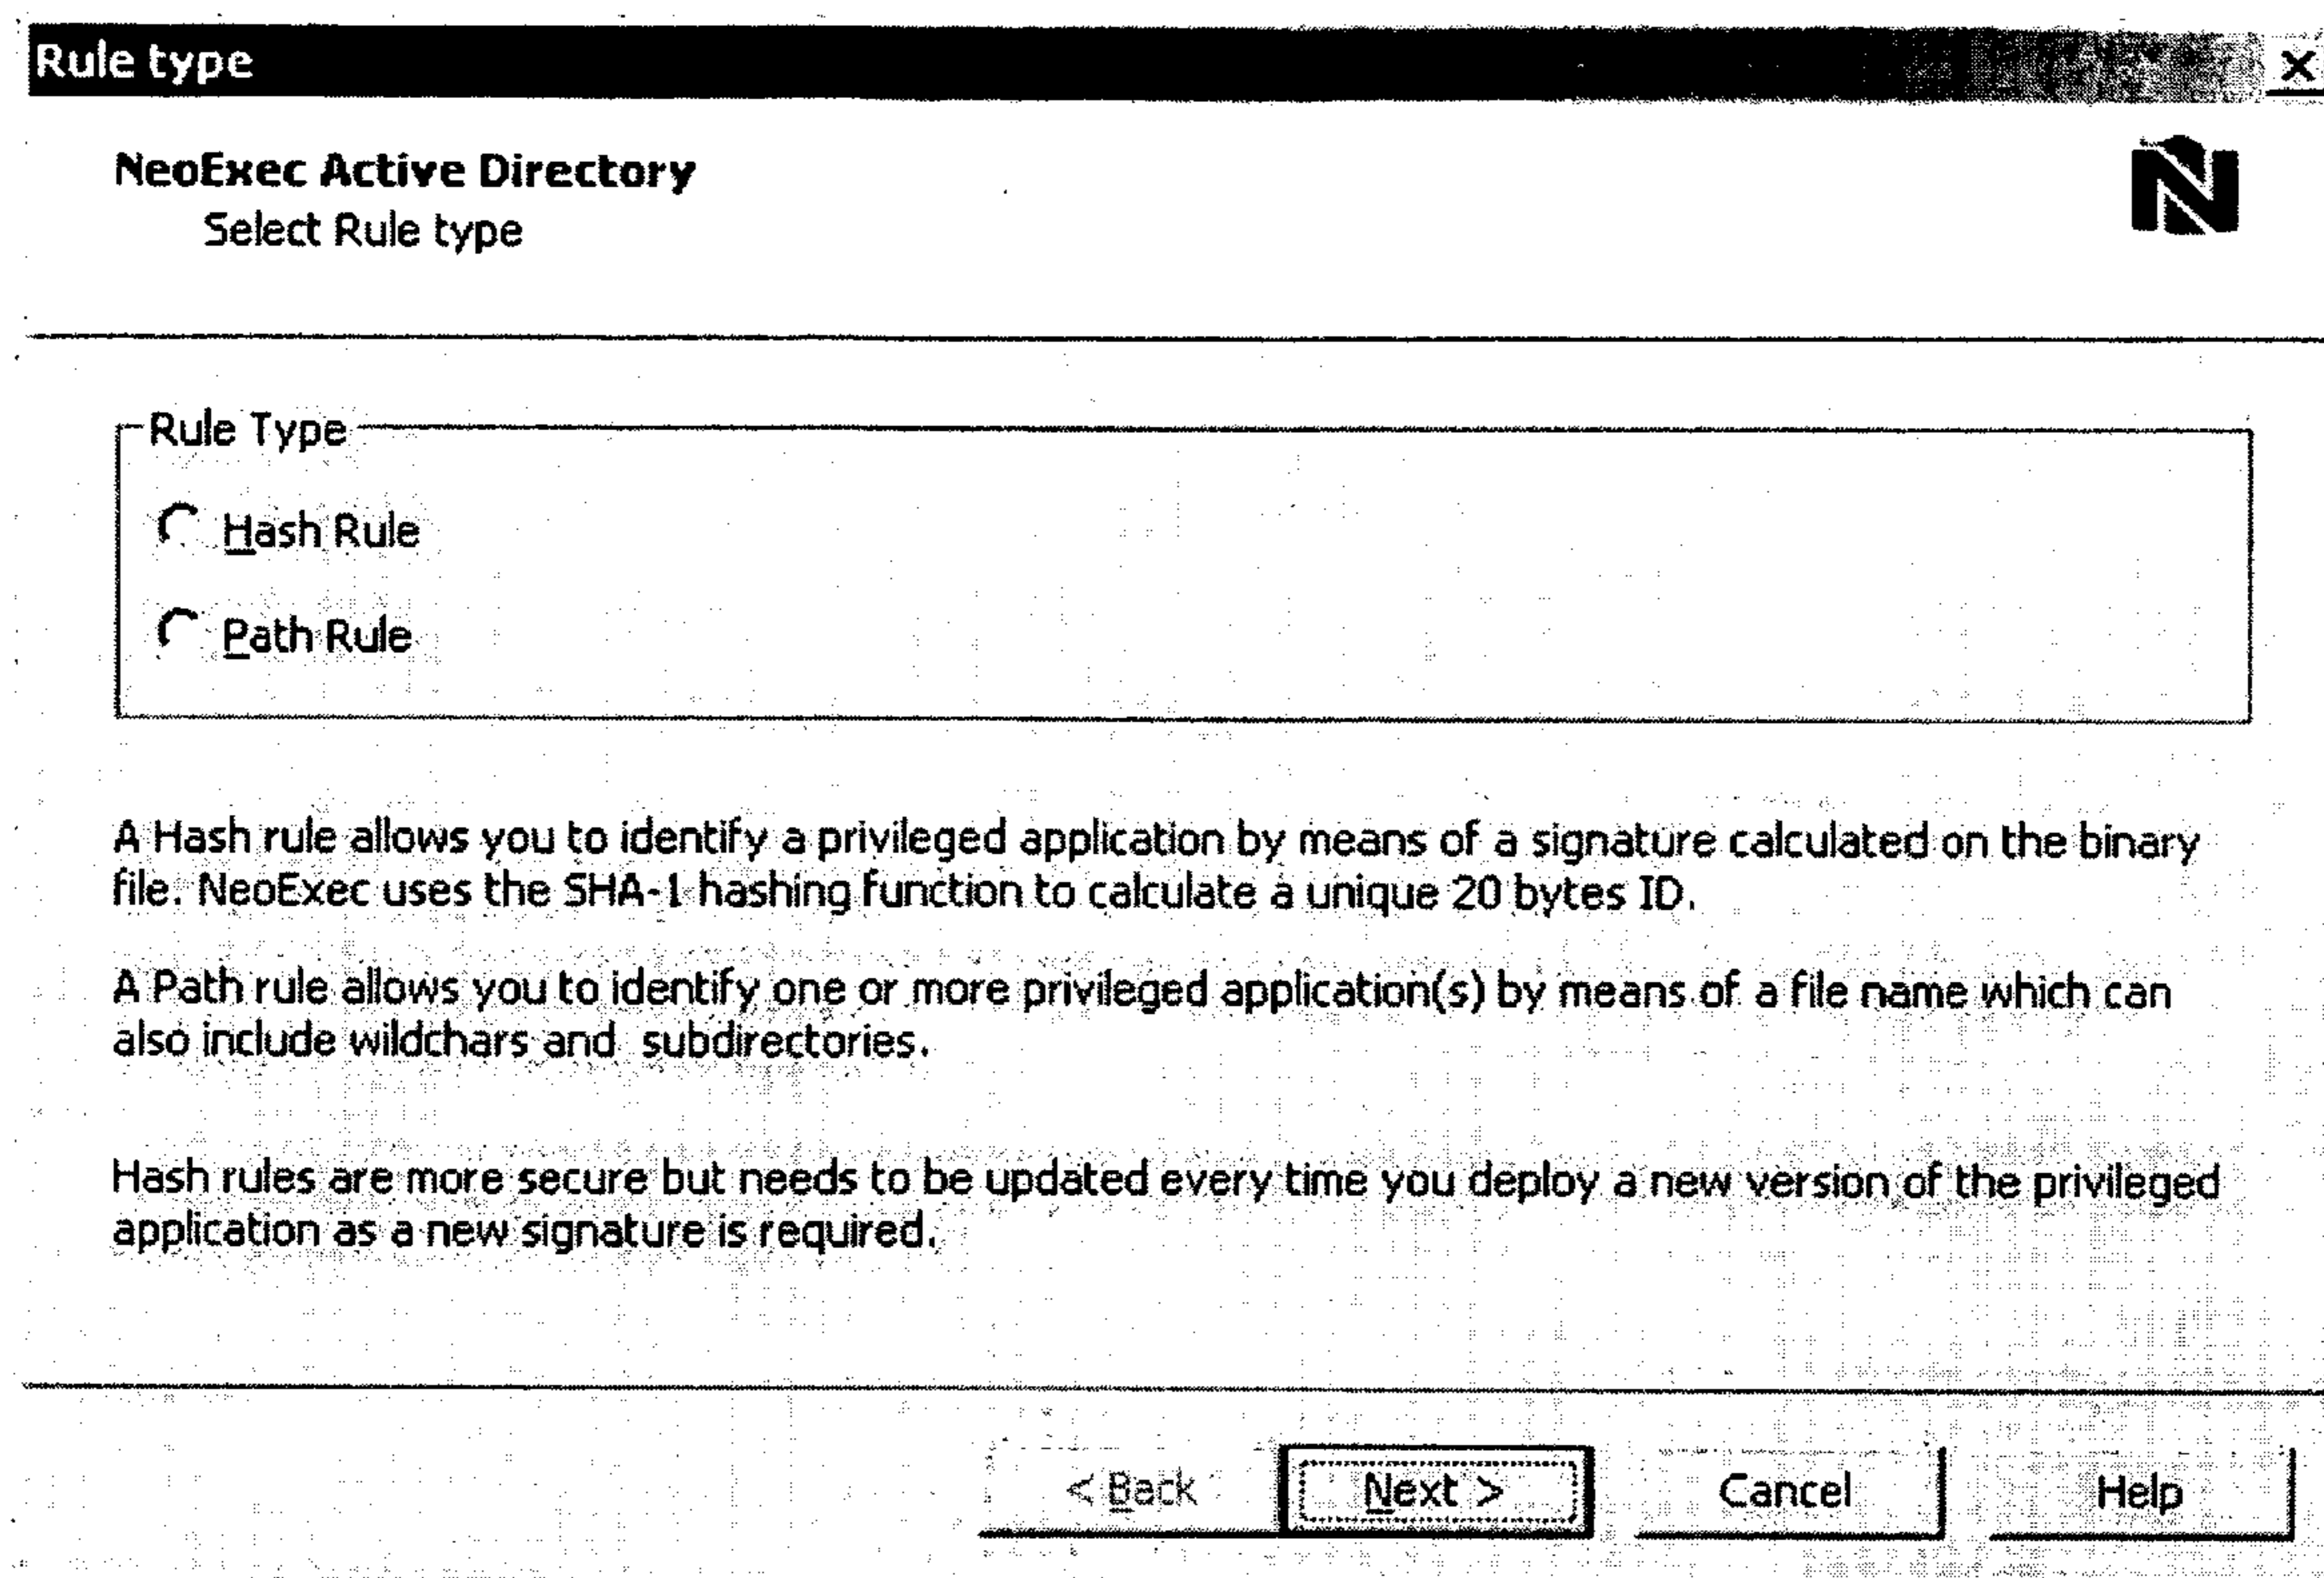 Rule type
NeoExec Active Directory
Select Rule type
Rule Type
Hash Rule
Path Rule
A Hash rule allows you to identify a privileged application by means of a signature calculated on the binary
file. NeoExec uses the SHA-1 hashing function to calculate a unique 20 bytes ID.
A Path rule allows you to identify one or more privileged application(s) by means of a file name which can
also include wildchars and subdirectories.
Hash rules are more secure but needs to be updated every time you deploy a new version of the privileged
application as a new signature is required.
< Back
Next >
Cancel
Help